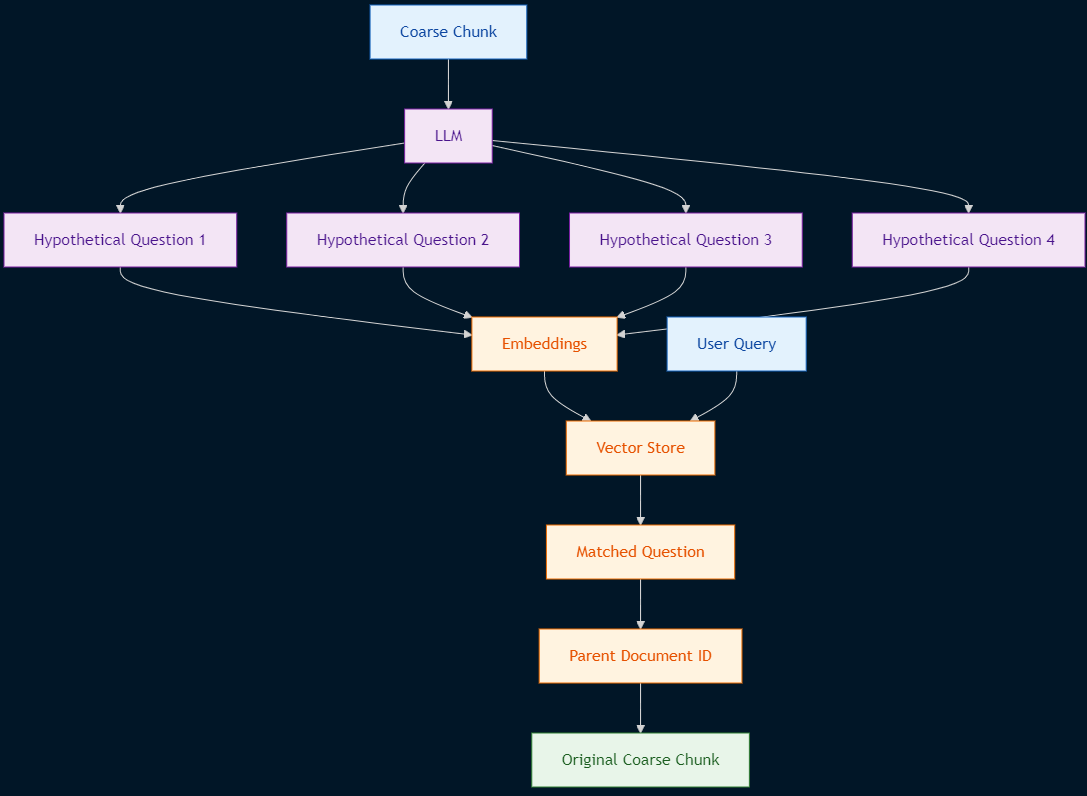 Coarse Chunk
LLM
Hypothetical Question 1
Hypothetical Question 2
Hypothetical Question 3
Hypothetical Question 4
Embeddings
User Query
Vector Store
Matched Question
Parent Document ID
Original Coarse Chunk